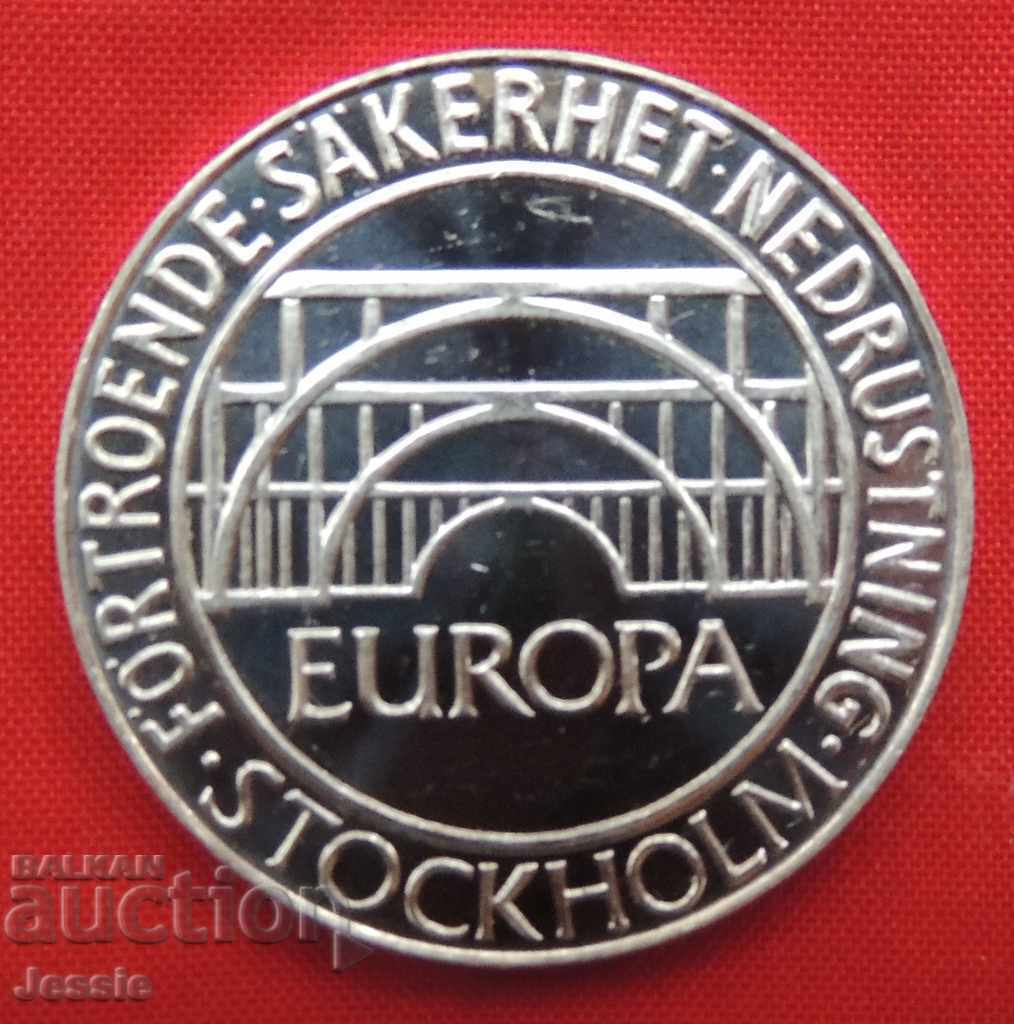 FÖRTROENDE · SÄKERHET · NEDRUSTNING · STOCKHOLM ·
EUROPA
BALKAN
auction
Jessie